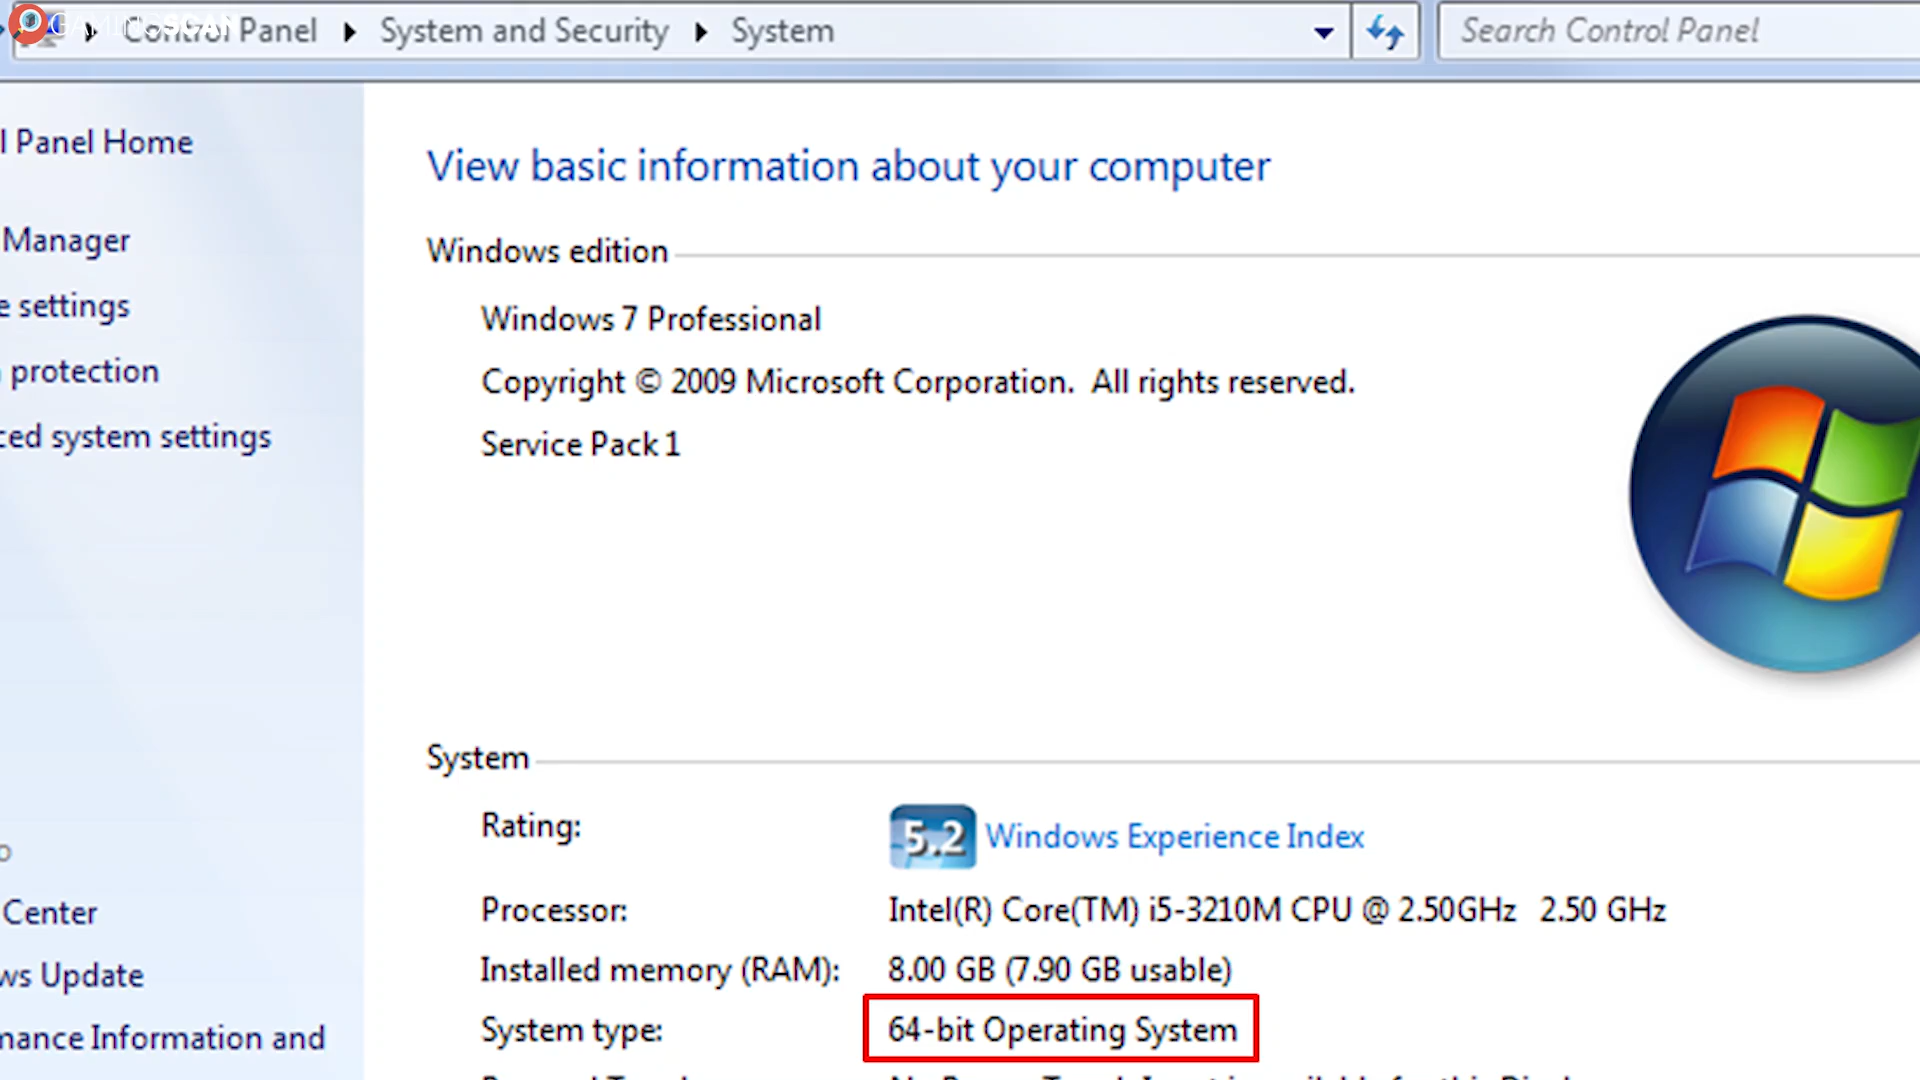 GAMINGSCAN
Control Panel ▸ System and Security ▸ System
Search Control Panel
l Panel Home
Manager
e settings
protection
ced system settings
Center
ws Update
mance Information and
View basic information about your computer
Windows edition
Windows 7 Professional
Copyright © 2009 Microsoft Corporation. All rights reserved.
Service Pack 1
System
Rating:
5.2 Windows Experience Index
Processor: Intel(R) Core(TM) i5-3210M CPU @ 2.50GHz 2.50 GHz
Installed memory (RAM): 8.00 GB (7.90 GB usable)
System type: 64-bit Operating System